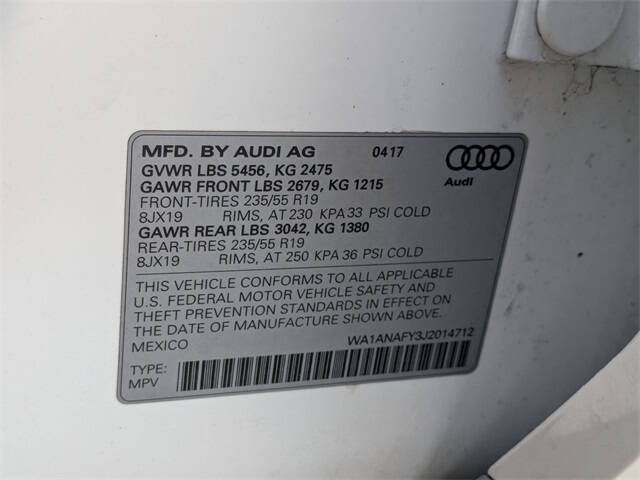 MFD. BY AUDI AG 0417
GVWR LBS 5456, KG 2475
GAWR FRONT LBS 2679, KG 1215
FRONT-TIRES 235/55 R19
8JX19 RIMS, AT 230 KPA 33 PSI COLD
GAWR REAR LBS 3042, KG 1380
REAR-TIRES 235/55 R19
8JX19 RIMS, AT 250 KPA 36 PSI COLD
Audi
THIS VEHICLE CONFORMS TO ALL APPLICABLE
U.S. FEDERAL MOTOR VEHICLE SAFETY AND
THEFT PREVENTION STANDARDS IN EFFECT ON
THE DATE OF MANUFACTURE SHOWN ABOVE.
MEXICO WA1ANAFY3J2014712
TYPE:
MPV